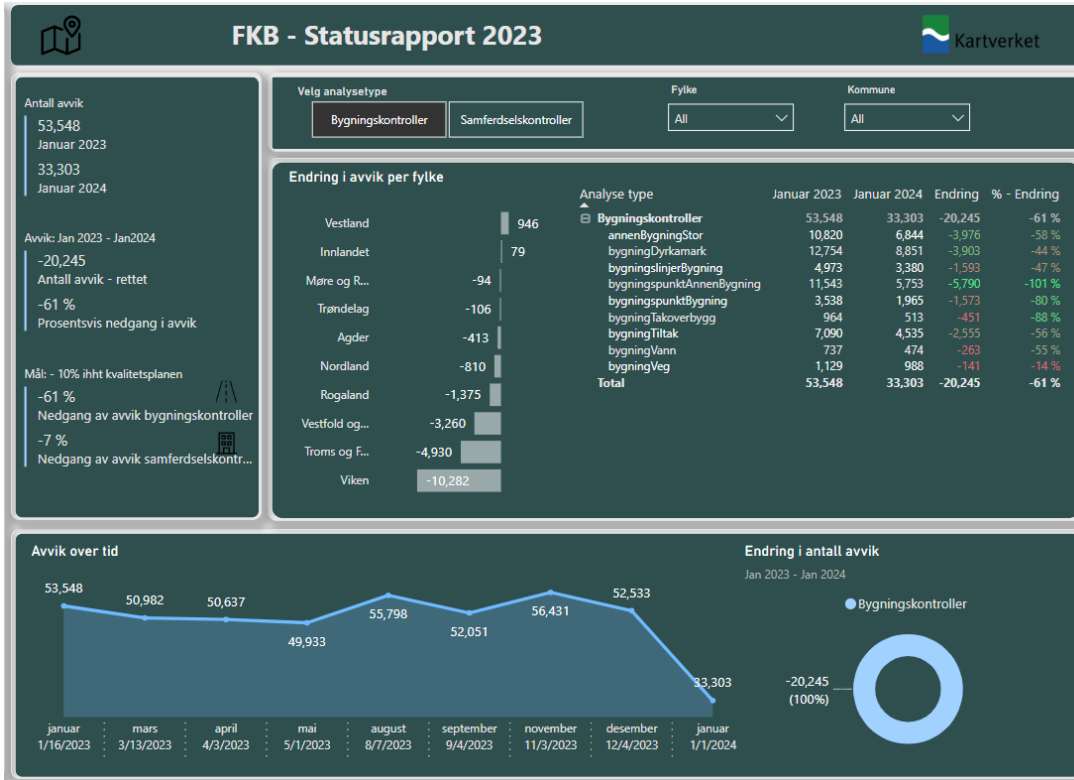 FKB - Statusrapport 2023
Kartverket
Antall avvik
53,548
Januar 2023
33,303
Januar 2024
Avvik: Jan 2023 - Jan2024
-20,245
Antall avvik - rettet
-61 %
Prosentsvis nedgang i avvik
Mål: - 10% ihht kvalitetsplanen
-61 %
Nedgang av avvik bygningskontroller
-7 %
Nedgang av avvik samferdselskontr...
Velg analysetype
Bygningskontroller Samferdselskontroller
Fylke
All
Kommune
All
Endring i avvik per fylke
Vestland 946
Innlandet 79
Møre og R... -94
Trøndelag -106
Agder -413
Nordland -810
Rogaland -1,375
Vestfold og... -3,260
Troms og F... -4,930
Viken -10,282
Analyse type Januar 2023 Januar 2024 Endring % - Endring
Bygningskontroller 53,548 33,303 -20,245 -61 %
annenBygningStor 10,820 6,844 -3,976 -58 %
bygningDyrkamark 12,754 8,851 -3,903 -44 %
bygningslinjerBygning 4,973 3,380 -1,593 -47 %
bygningspunktAnnenBygning 11,543 5,753 -5,790 -101 %
bygningspunktBygning 3,538 1,965 -1,573 -80 %
bygningTakoverbygg 964 513 -451 -88 %
bygningTiltak 7,090 4,535 -2,555 -56 %
bygningVann 737 474 -263 -55 %
bygningVeg 1,129 988 -141 -14 %
Total 53,548 33,303 -20,245 -61 %
Avvik over tid
53,548 50,982 50,637 49,933 55,798 52,051 56,431 52,533 33,303
januar mars april mai august september november desember januar
1/16/2023 3/13/2023 4/3/2023 5/1/2023 8/7/2023 9/4/2023 11/3/2023 12/4/2023 1/1/2024
Endring i antall avvik
Jan 2023 - Jan 2024
Bygningskontroller
-20,245
(100%)